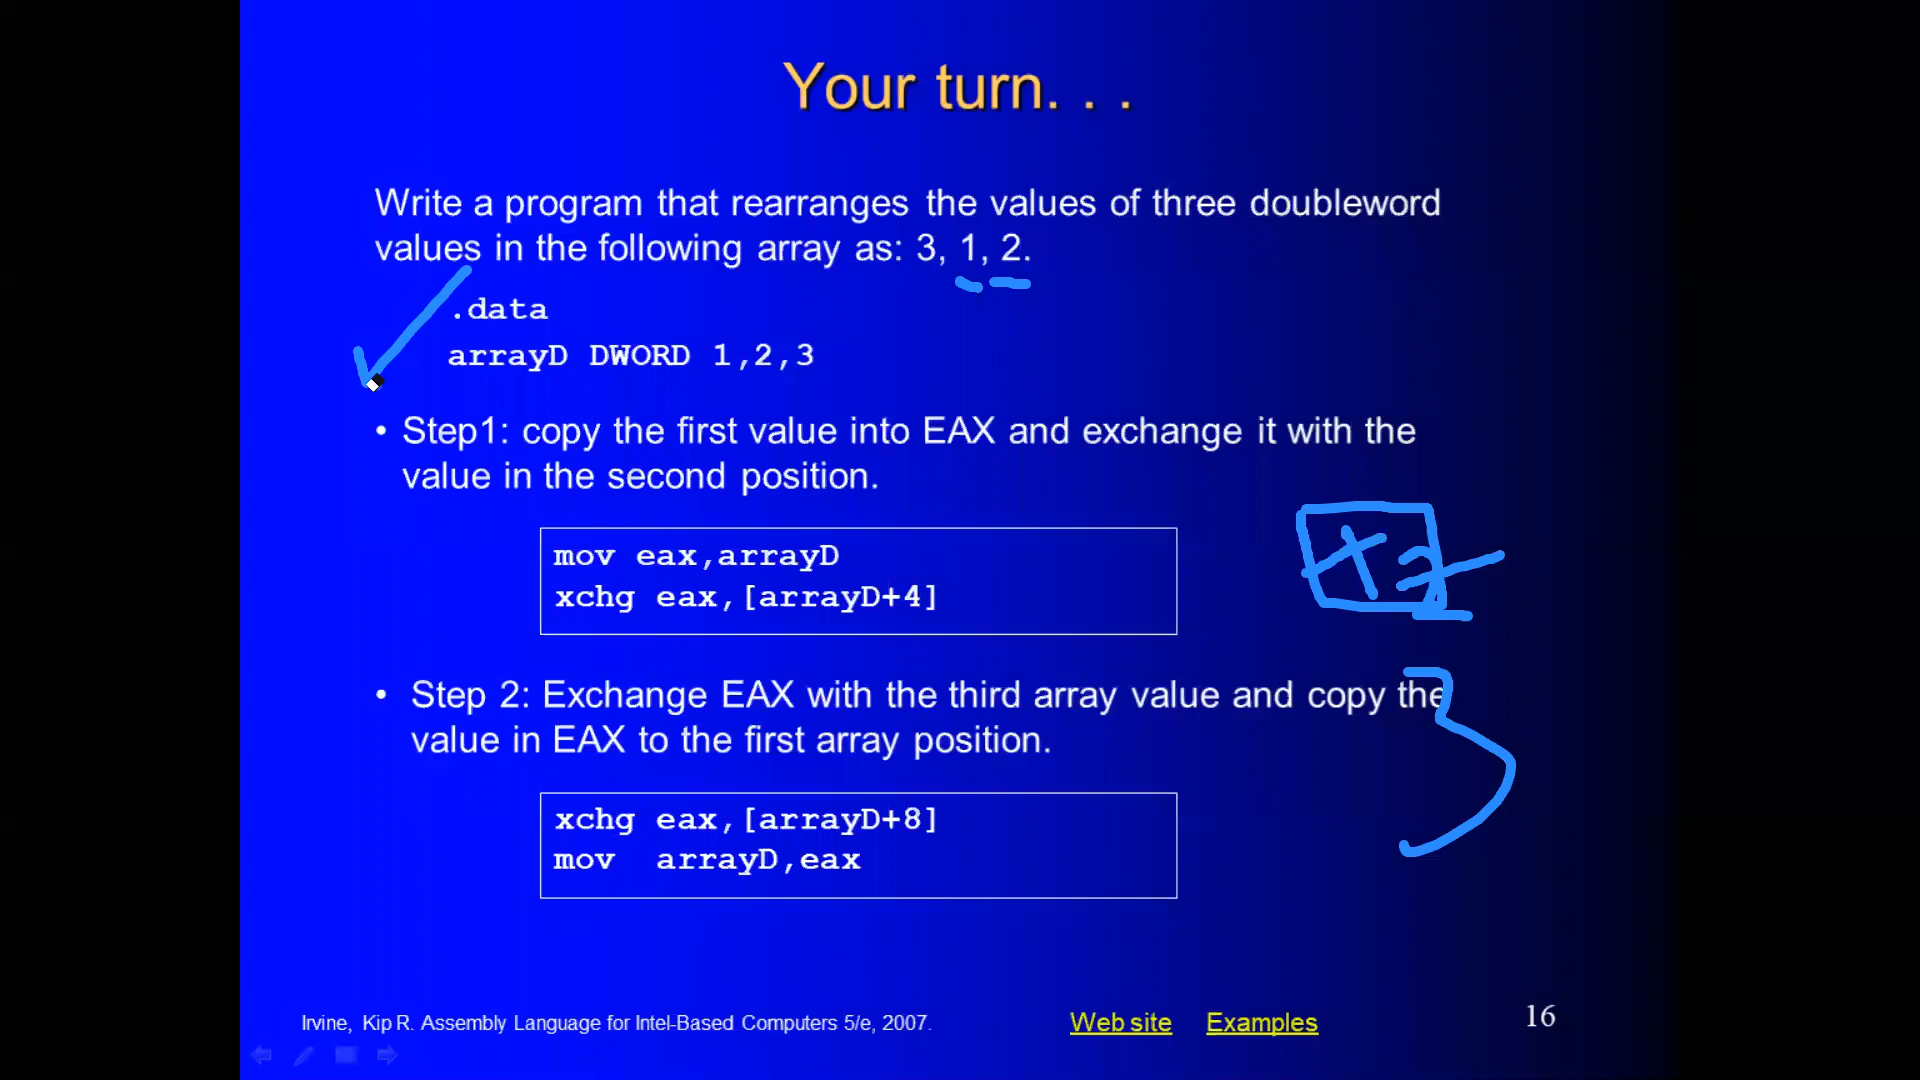 Your turn. . .
Write a program that rearranges the values of three doubleword
values in the following array as: 3, 1, 2.
.data
arrayD DWORD 1,2,3
• Step1: copy the first value into EAX and exchange it with the
value in the second position.
mov eax,arrayD
xchg eax,[arrayD+4]
• Step 2: Exchange EAX with the third array value and copy the
value in EAX to the first array position.
xchg eax,[arrayD+8]
mov arrayD,eax
3
Irvine, Kip R. Assembly Language for Intel-Based Computers 5/e, 2007.
Web site Examples
16